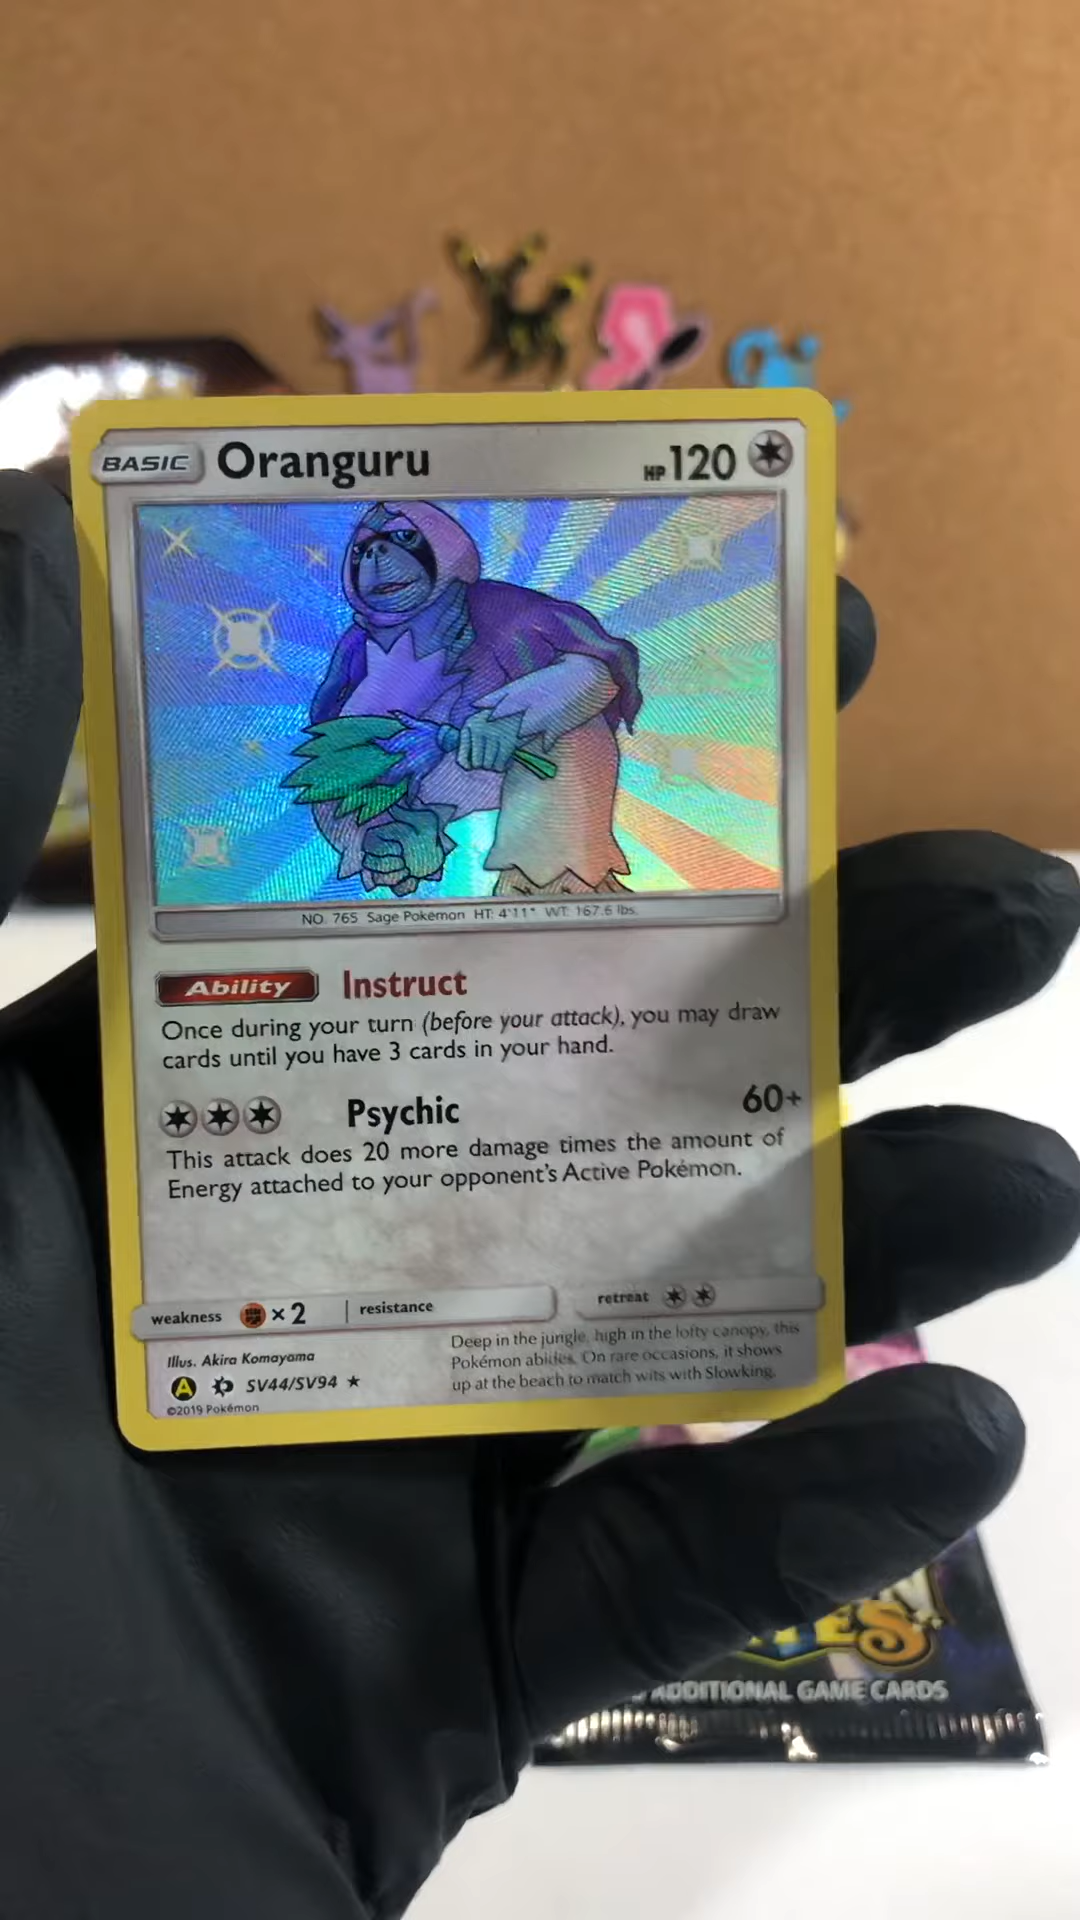 BASIC Oranguru HP 120
NO. 765 Sage Pokémon HT: 4'11" WT: 167.6 lbs.
Ability Instruct
Once during your turn (before your attack), you may draw
cards until you have 3 cards in your hand.
Psychic 60+
This attack does 20 more damage times the amount of
Energy attached to your opponent's Active Pokémon.
weakness ×2 resistance retreat
Illus. Akira Komayama
A SV44/SV94 ★
©2019 Pokémon
Deep in the jungle, high in the lofty canopy, this
Pokémon abides. On rare occasions, it shows
up at the beach to match wits with Slowking.
ADDITIONAL GAME CARDS